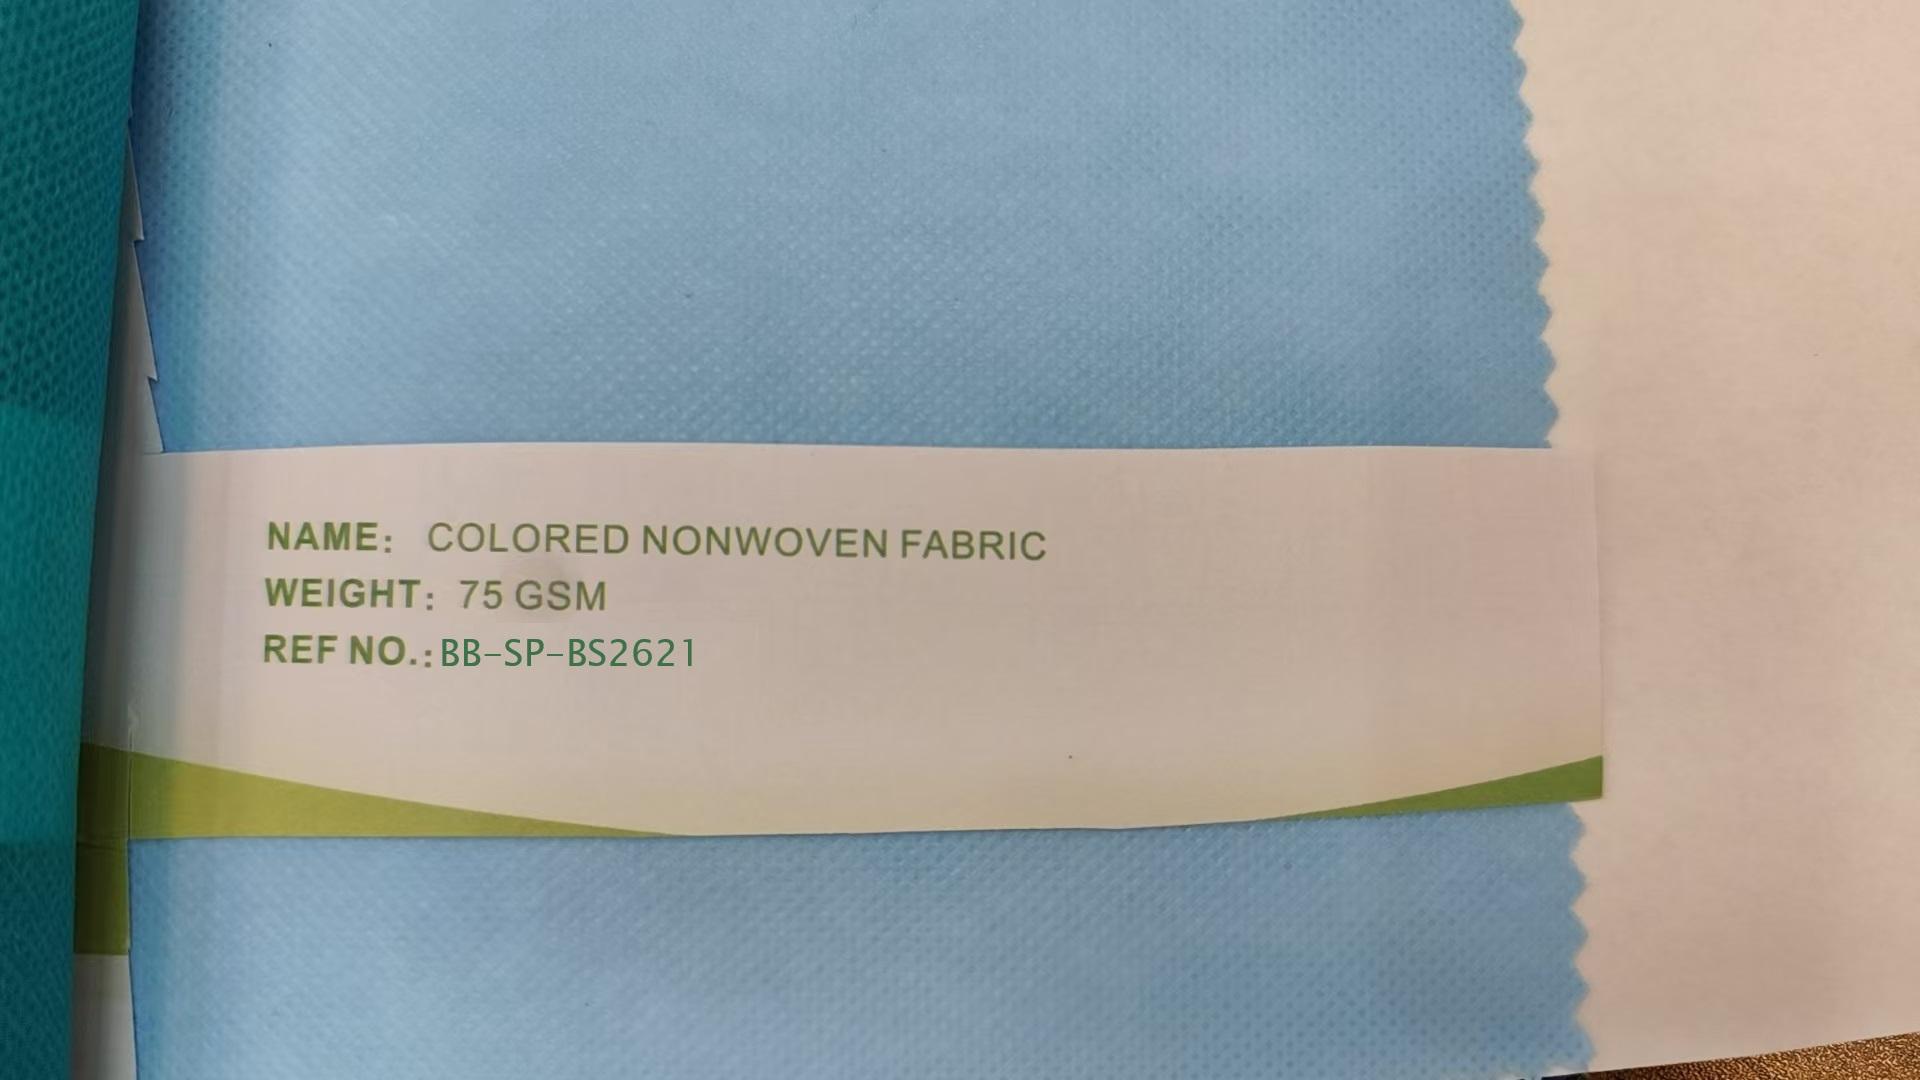 NAME: COLORED NONWOVEN FABRIC
WEIGHT: 75 GSM
REF NO.: BB-SP-BS2621